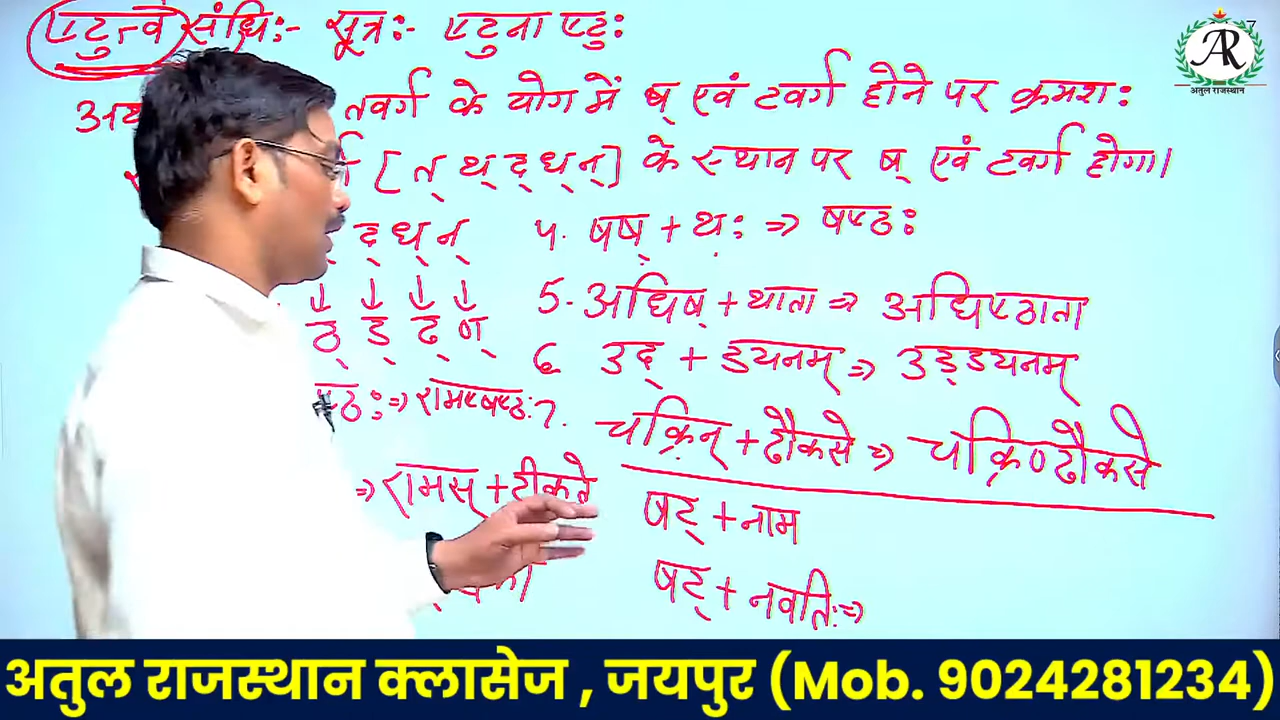 ष्टुत्वं संधि:- सूत्र:- ष्टुना ष्टु:
तवर्ग के योग में ष् एवं टवर्ग होने पर क्रमश:
[त् थ् द् ध् न्] के स्थान पर ष् एवं टवर्ग होगा।
द् ध् न् 4. षष् + थ: ⇒ षष्ठ:
↓ ↓ ↓ ↓ 5. अधिष् + थाता ⇒ अधिष्ठाता
ठ् ड् ढ् ण् 6 उद् + डयनम् ⇒ उड्डयनम्
⇒ रामष्षष्ठ: 7. चक्रिन् + ढौकसे ⇒ चक्रिण्ढौकसे
⇒ रामस् + टीकते षट् + नाम
षट् + नवति: ⇒
AR
अतुल राजस्थान
7
अतुल राजस्थान क्लासेज , जयपुर (Mob. 9024281234)